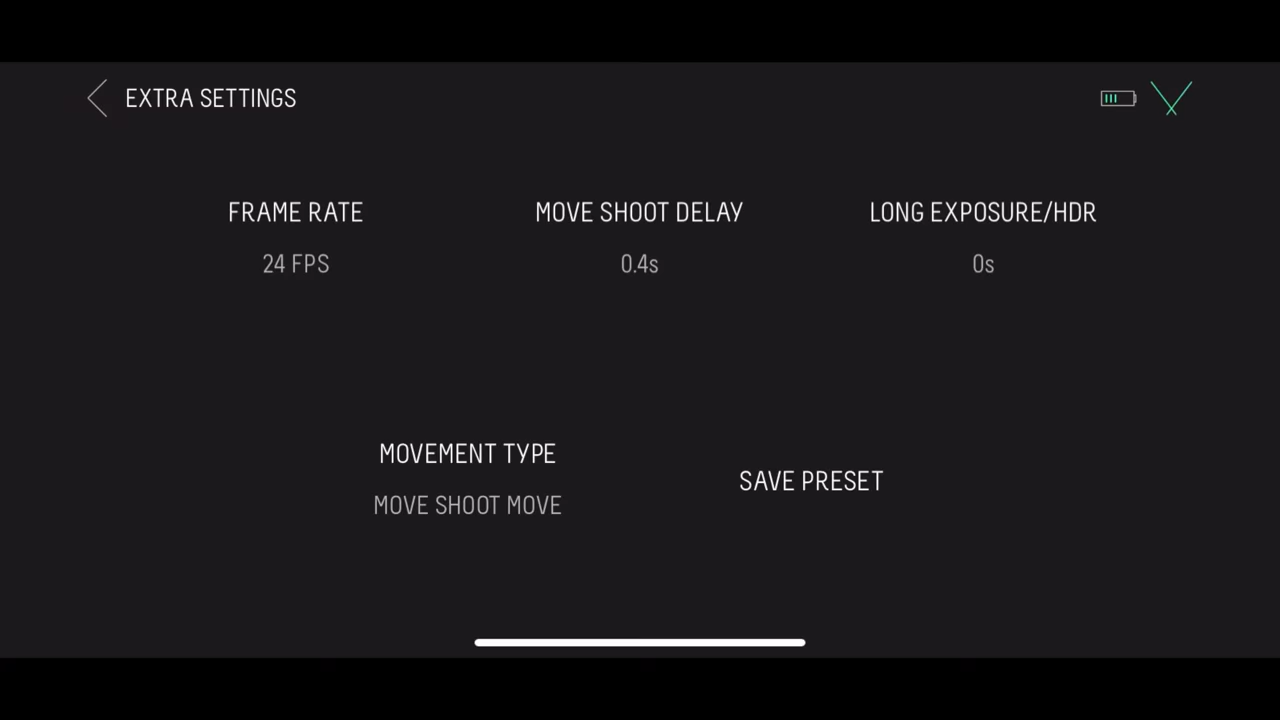 EXTRA SETTINGS
FRAME RATE
24 FPS
MOVE SHOOT DELAY
0.4s
LONG EXPOSURE/HDR
0s
MOVEMENT TYPE
MOVE SHOOT MOVE
SAVE PRESET